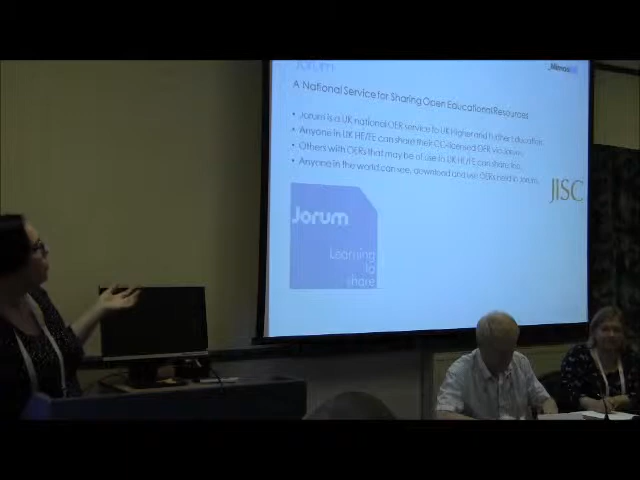 Jorum
Mimas
A National Service for Sharing Open Educational Resources
• Jorum is a UK national OER service to UK Higher and Further Education.
• Anyone in UK HE/FE can share their CC-licensed OER via Jorum.
• Others with OERs that may be of use in UK HE/FE can share too.
• Anyone in the world can see, download and use OERs held in Jorum.
JISC
Jorum
Learning
to
share